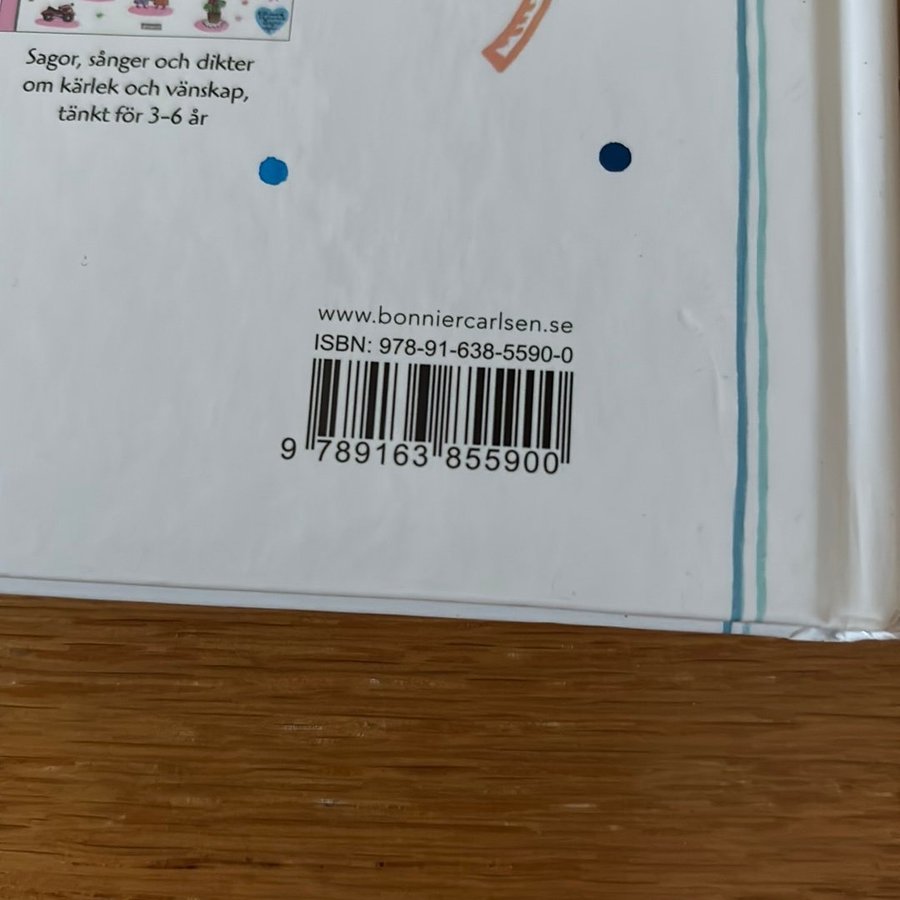 Sagor, sånger och dikter
om kärlek och vänskap,
tänkt för 3–6 år
www.bonniercarlsen.se
ISBN: 978-91-638-5590-0
9 789163 855900